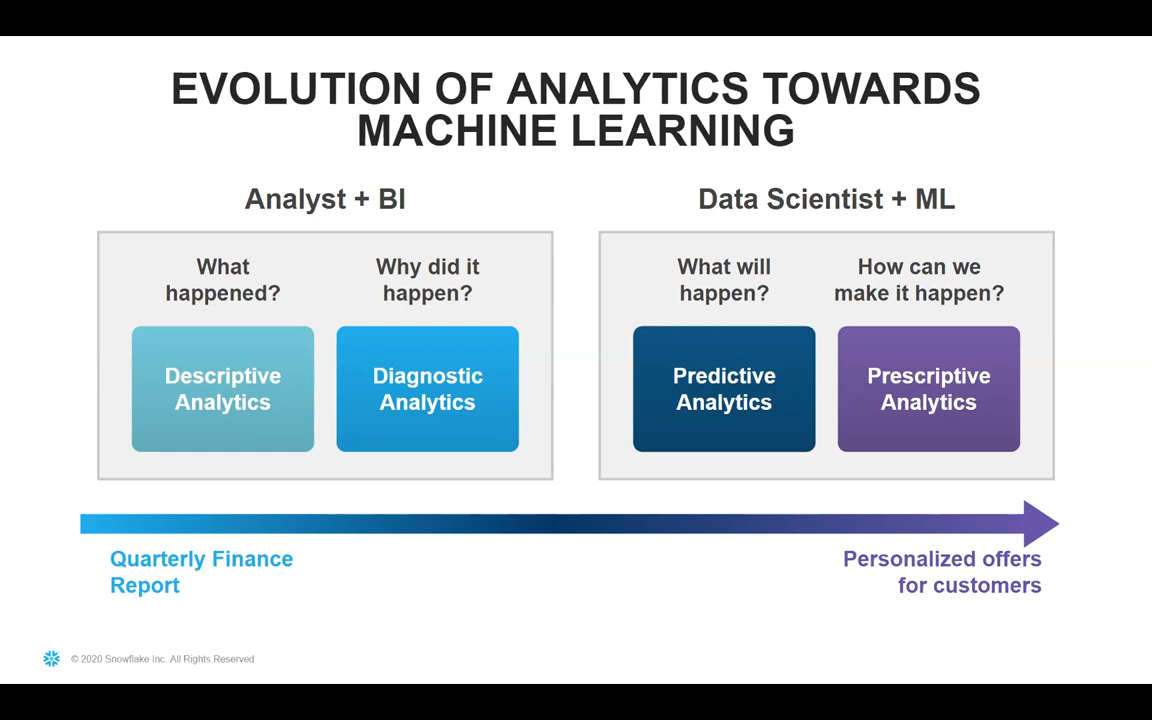 EVOLUTION OF ANALYTICS TOWARDS
MACHINE LEARNING
Analyst + BI
What
happened?
Why did it
happen?
Descriptive
Analytics
Diagnostic
Analytics
Data Scientist + ML
What will
happen?
How can we
make it happen?
Predictive
Analytics
Prescriptive
Analytics
Quarterly Finance
Report
Personalized offers
for customers
© 2020 Snowflake Inc. All Rights Reserved